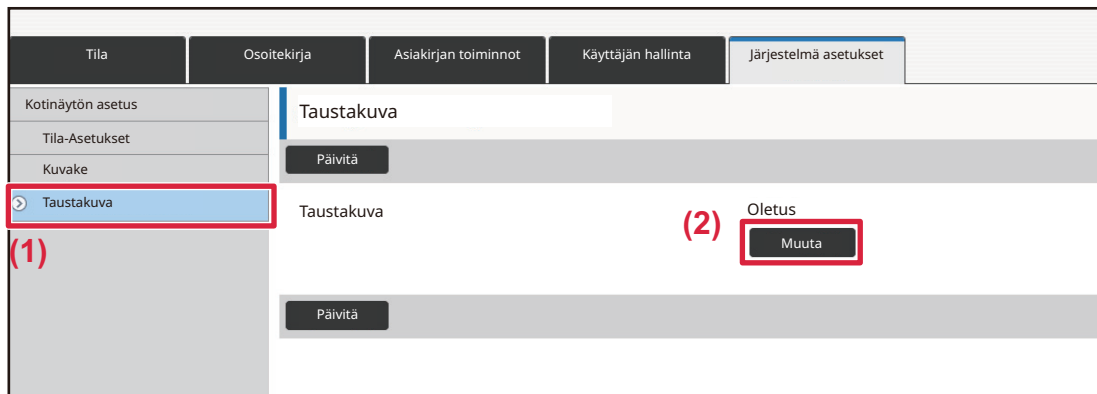 Tila
Osoitekirja
Asiakirjan toiminnot
Käyttäjän hallinta
Järjestelmä asetukset
Kotinäytön asetus
Tila-Asetukset
Kuvake
Taustakuva
(1)
Taustakuva
Päivitä
Taustakuva
Oletus
(2)
Muuta
Päivitä